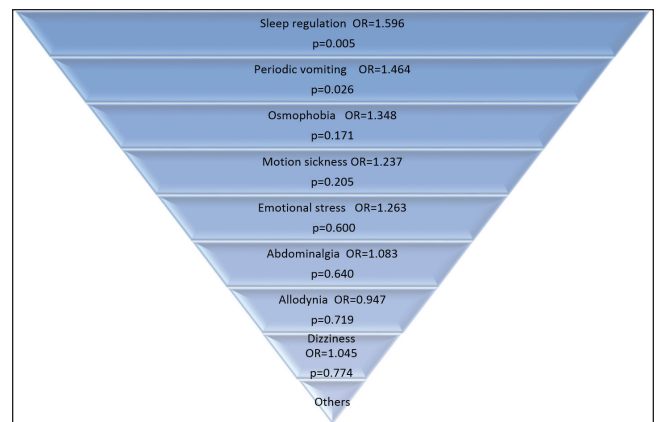 Sleep regulation OR=1.596
p=0.005
Periodic vomiting OR=1.464
p=0.026
Osmophobia OR=1.348
p=0.171
Motion sickness OR=1.237
p=0.205
Emotional stress OR=1.263
p=0.600
Abdominalgia OR=1.083
p=0.640
Allodynia OR=0.947
p=0.719
Dizziness
OR=1.045
p=0.774
Others